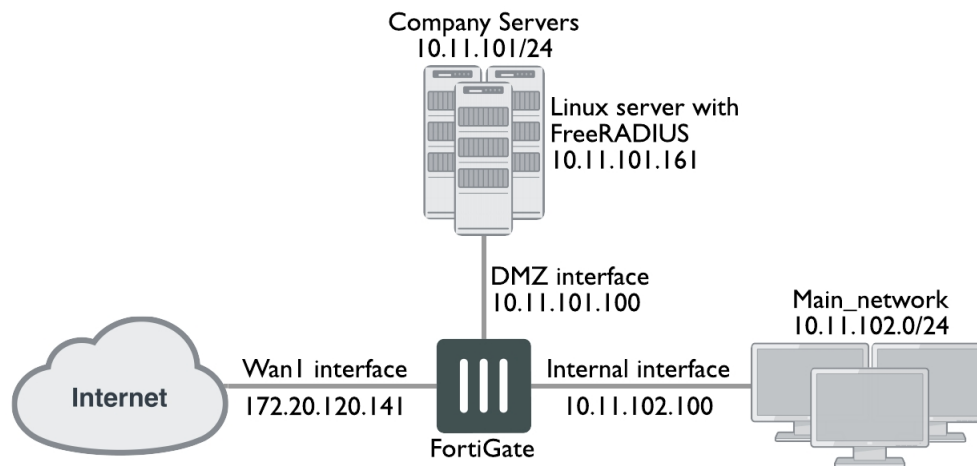 Company Servers
10.11.101/24
Linux server with
FreeRADIUS
10.11.101.161
DMZ interface
10.11.101.100
Main_network
10.11.102.0/24
Internet
Wan1 interface
172.20.120.141
Internal interface
10.11.102.100
FortiGate